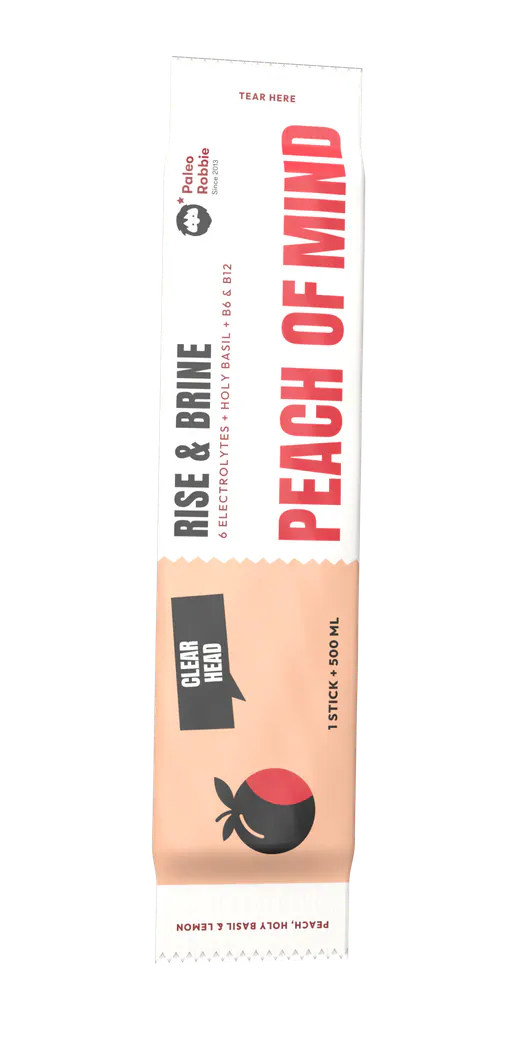 TEAR HERE
Paleo
Robbie
Since 2013
RISE & BRINE
6 ELECTROLYTES + HOLY BASIL + B6 & B12
PEACH OF MIND
CLEAR
HEAD
1 STICK + 500 ML
PEACH, HOLY BASIL & LEMON